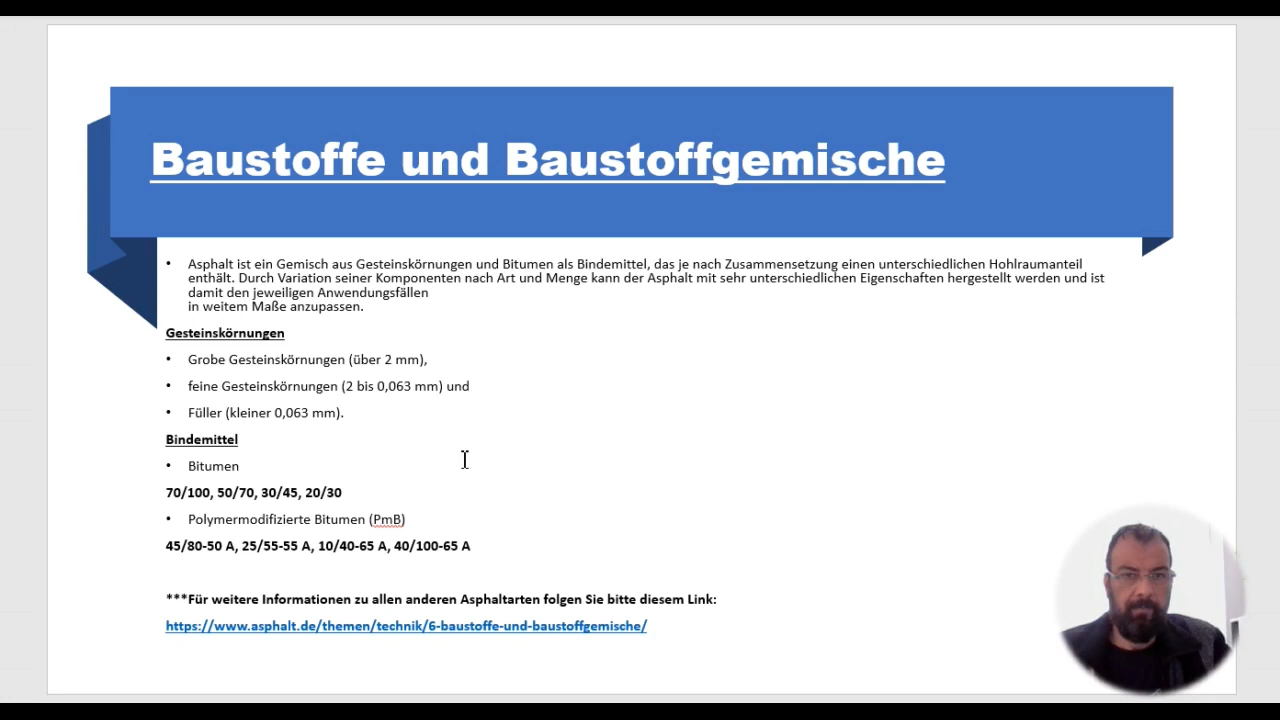 Baustoffe und Baustoffgemische
• Asphalt ist ein Gemisch aus Gesteinskörnungen und Bitumen als Bindemittel, das je nach Zusammensetzung einen unterschiedlichen Hohlraumanteil
enthält. Durch Variation seiner Komponenten nach Art und Menge kann der Asphalt mit sehr unterschiedlichen Eigenschaften hergestellt werden und ist
damit den jeweiligen Anwendungsfällen
in weitem Maße anzupassen.
Gesteinskörnungen
• Grobe Gesteinskörnungen (über 2 mm),
• feine Gesteinskörnungen (2 bis 0,063 mm) und
• Füller (kleiner 0,063 mm).
Bindemittel
• Bitumen
70/100, 50/70, 30/45, 20/30
• Polymermodifizierte Bitumen (PmB)
45/80-50 A, 25/55-55 A, 10/40-65 A, 40/100-65 A
***Für weitere Informationen zu allen anderen Asphaltarten folgen Sie bitte diesem Link:
https://www.asphalt.de/themen/technik/6-baustoffe-und-baustoffgemische/